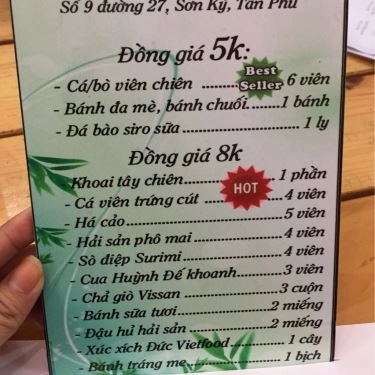 Số 9 đường 27, Sơn Kỳ, Tân Phú
Đồng giá 5k:
- Cá/bò viên chiên ......... Best Seller 6 viên
- Bánh đa mè, bánh chuối. ......1 bánh
- Đá bào siro sữa .....................1 ly
Đồng giá 8k
- Khoai tây chiên..................1 phần
- Cá viên trứng cút .. HOT .....4 viên
- Há cảo................................5 viên
- Hải sản phô mai ................4 viên
- Sò điệp Surimi...................4 viên
- Cua Huỳnh Đế khoanh.......3 viên
- Chả giò Vissan ..................3 cuộn
- Bánh sữa tươi....................2 miếng
- Đậu hủ hải sản ..................2 miếng
- Xúc xích Đức Vietfood........1 cây
- Bánh tráng me....................1 bịch